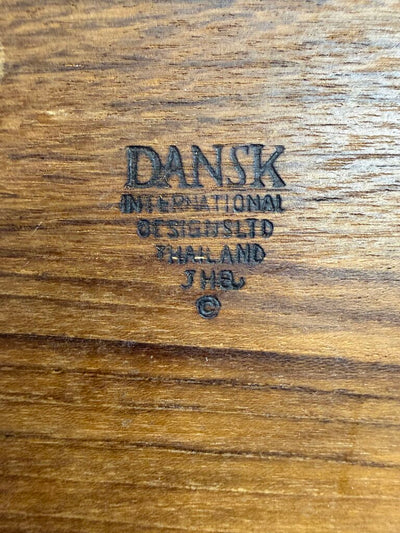 DANSK
INTERNATIONAL
DESIGNS LTD
THAILAND
JHQ
©